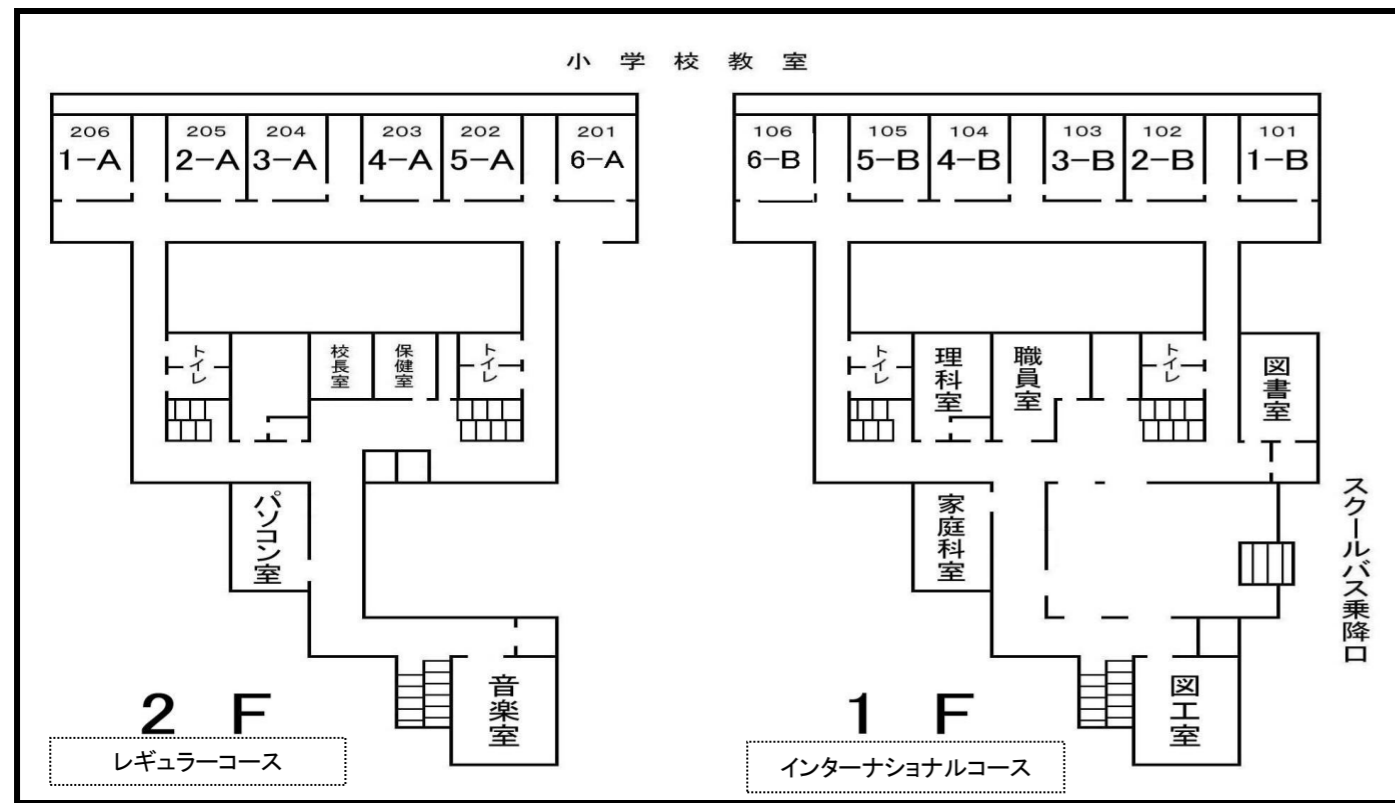 小学校教室
206 205 204 203 202 201
1-A 2-A 3-A 4-A 5-A 6-A
トイレ
校長室
保健室
トイレ
パソコン室
音楽室
2F
レギュラーコース
106 105 104 103 102 101
6-B 5-B 4-B 3-B 2-B 1-B
トイレ
理科室
職員室
トイレ
図書室
家庭科室
スクールバス乗降口
図工室
1F
インターナショナルコース